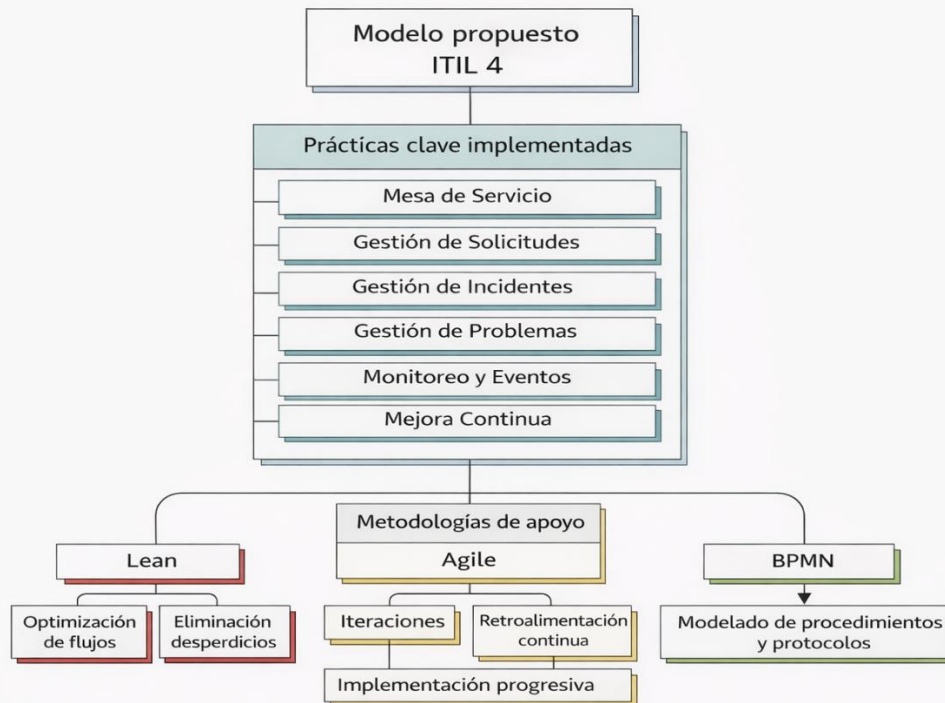 Modelo propuesto
ITIL 4
Prácticas clave implementadas
Mesa de Servicio
Gestión de Solicitudes
Gestión de Incidentes
Gestión de Problemas
Monitoreo y Eventos
Mejora Continua
Metodologías de apoyo
Lean
Agile
BPMN
Optimización
de flujos
Eliminación
desperdicios
Iteraciones
Retroalimentación
continua
Modelado de procedimientos
y protocolos
Implementación progresiva